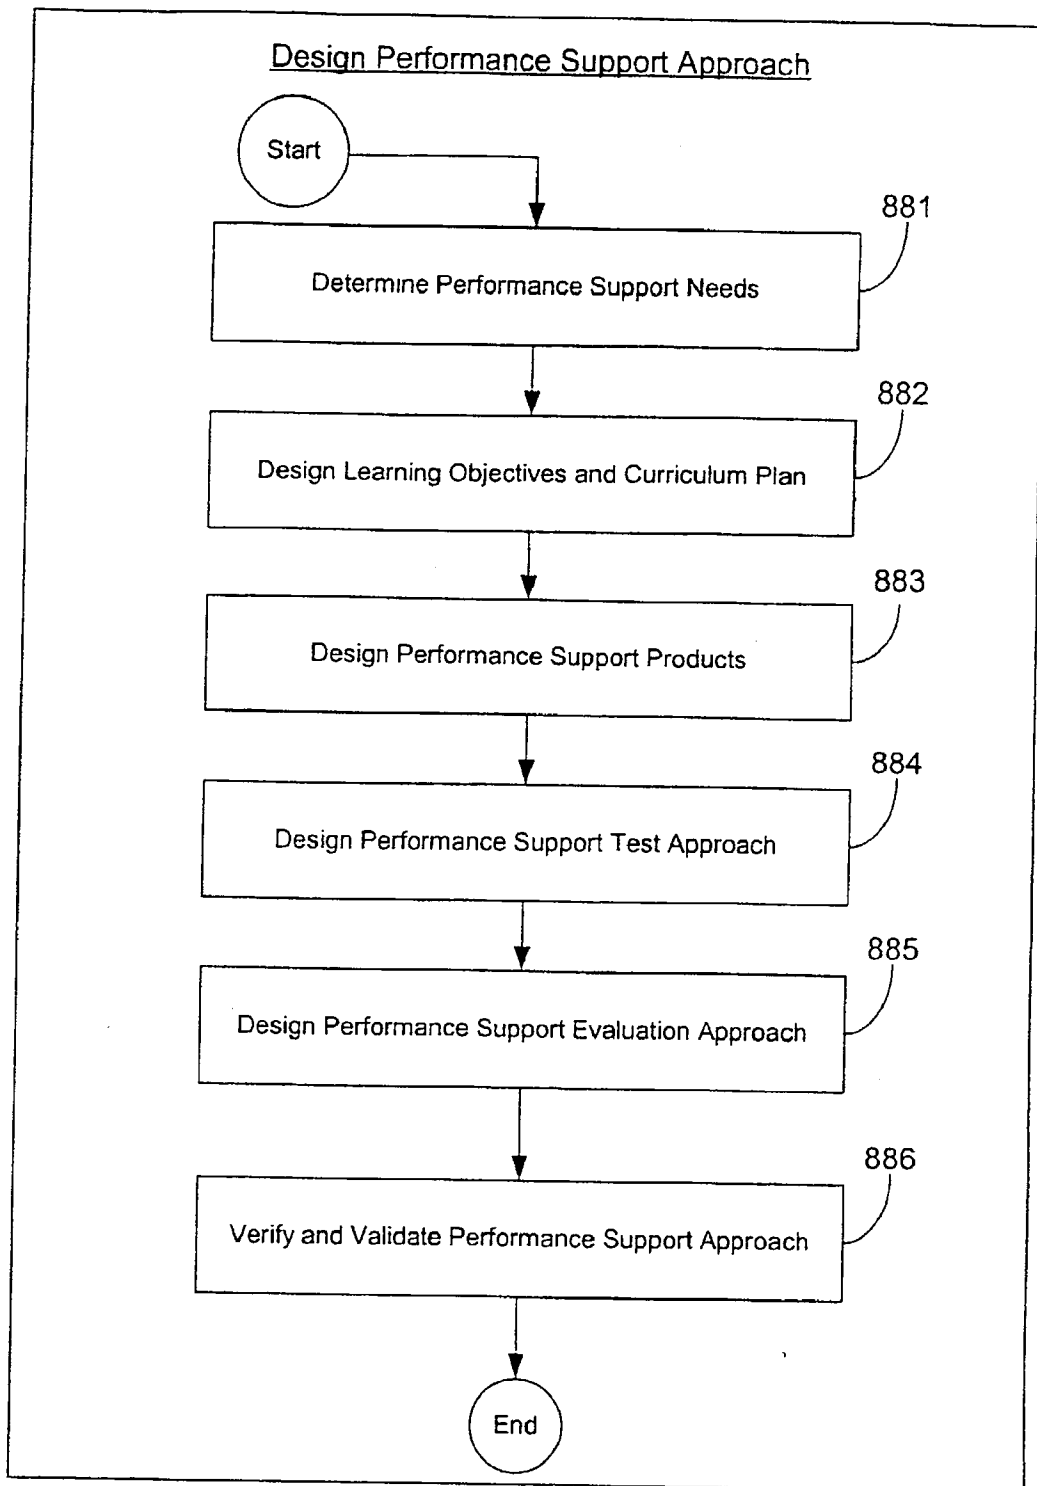 Design Performance Support Approach
Start
881
Determine Performance Support Needs
882
Design Learning Objectives and Curriculum Plan
883
Design Performance Support Products
884
Design Performance Support Test Approach
885
Design Performance Support Evaluation Approach
886
Verify and Validate Performance Support Approach
End